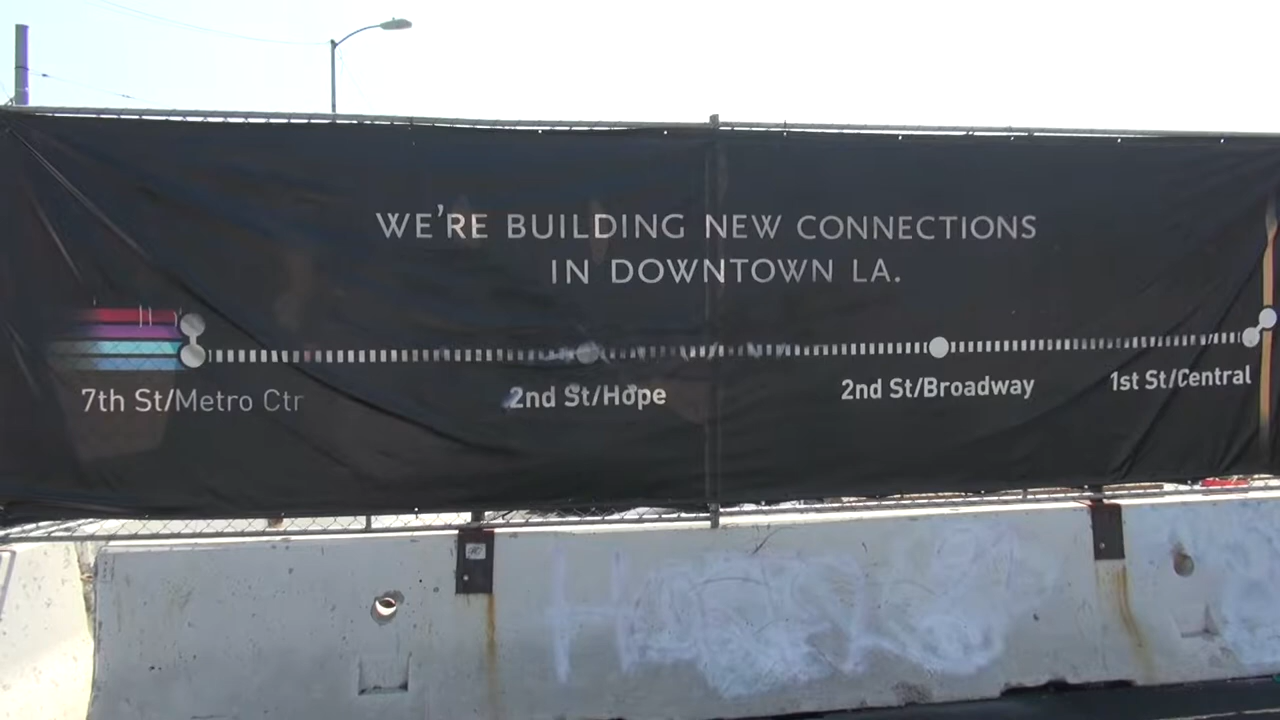 WE'RE BUILDING NEW CONNECTIONS
IN DOWNTOWN LA.
7th St/Metro Ctr
2nd St/Hope
2nd St/Broadway
1st St/Central